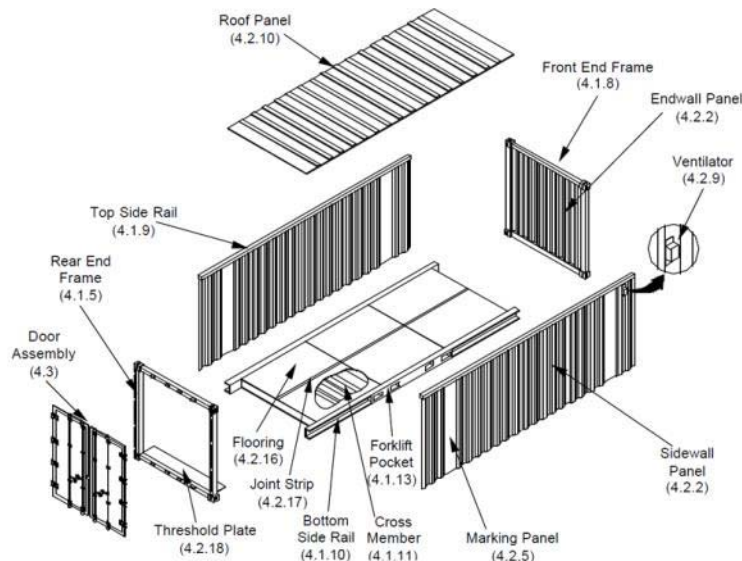 Roof Panel
(4.2.10)
Front End Frame
(4.1.8)
Endwall Panel
(4.2.2)
Ventilator
(4.2.9)
Top Side Rail
(4.1.9)
Rear End
Frame
(4.1.5)
Door
Assembly
(4.3)
Flooring
(4.2.16)
Joint Strip
(4.2.17)
Forklift
Pocket
(4.1.13)
Sidewall
Panel
(4.2.2)
Threshold Plate
(4.2.18)
Bottom
Side Rail
(4.1.10)
Cross
Member
(4.1.11)
Marking Panel
(4.2.5)